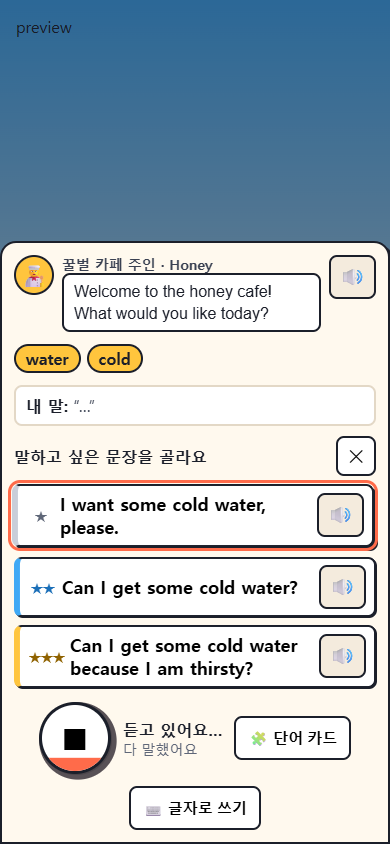 preview
꿀벌 카페 주인 · Honey
Welcome to the honey cafe!
What would you like today?
water
cold
내 말: “…”
말하고 싶은 문장을 골라요
★ I want some cold water,
please.
★★ Can I get some cold water?
★★★ Can I get some cold water
because I am thirsty?
듣고 있어요…
다 말했어요
단어 카드
글자로 쓰기